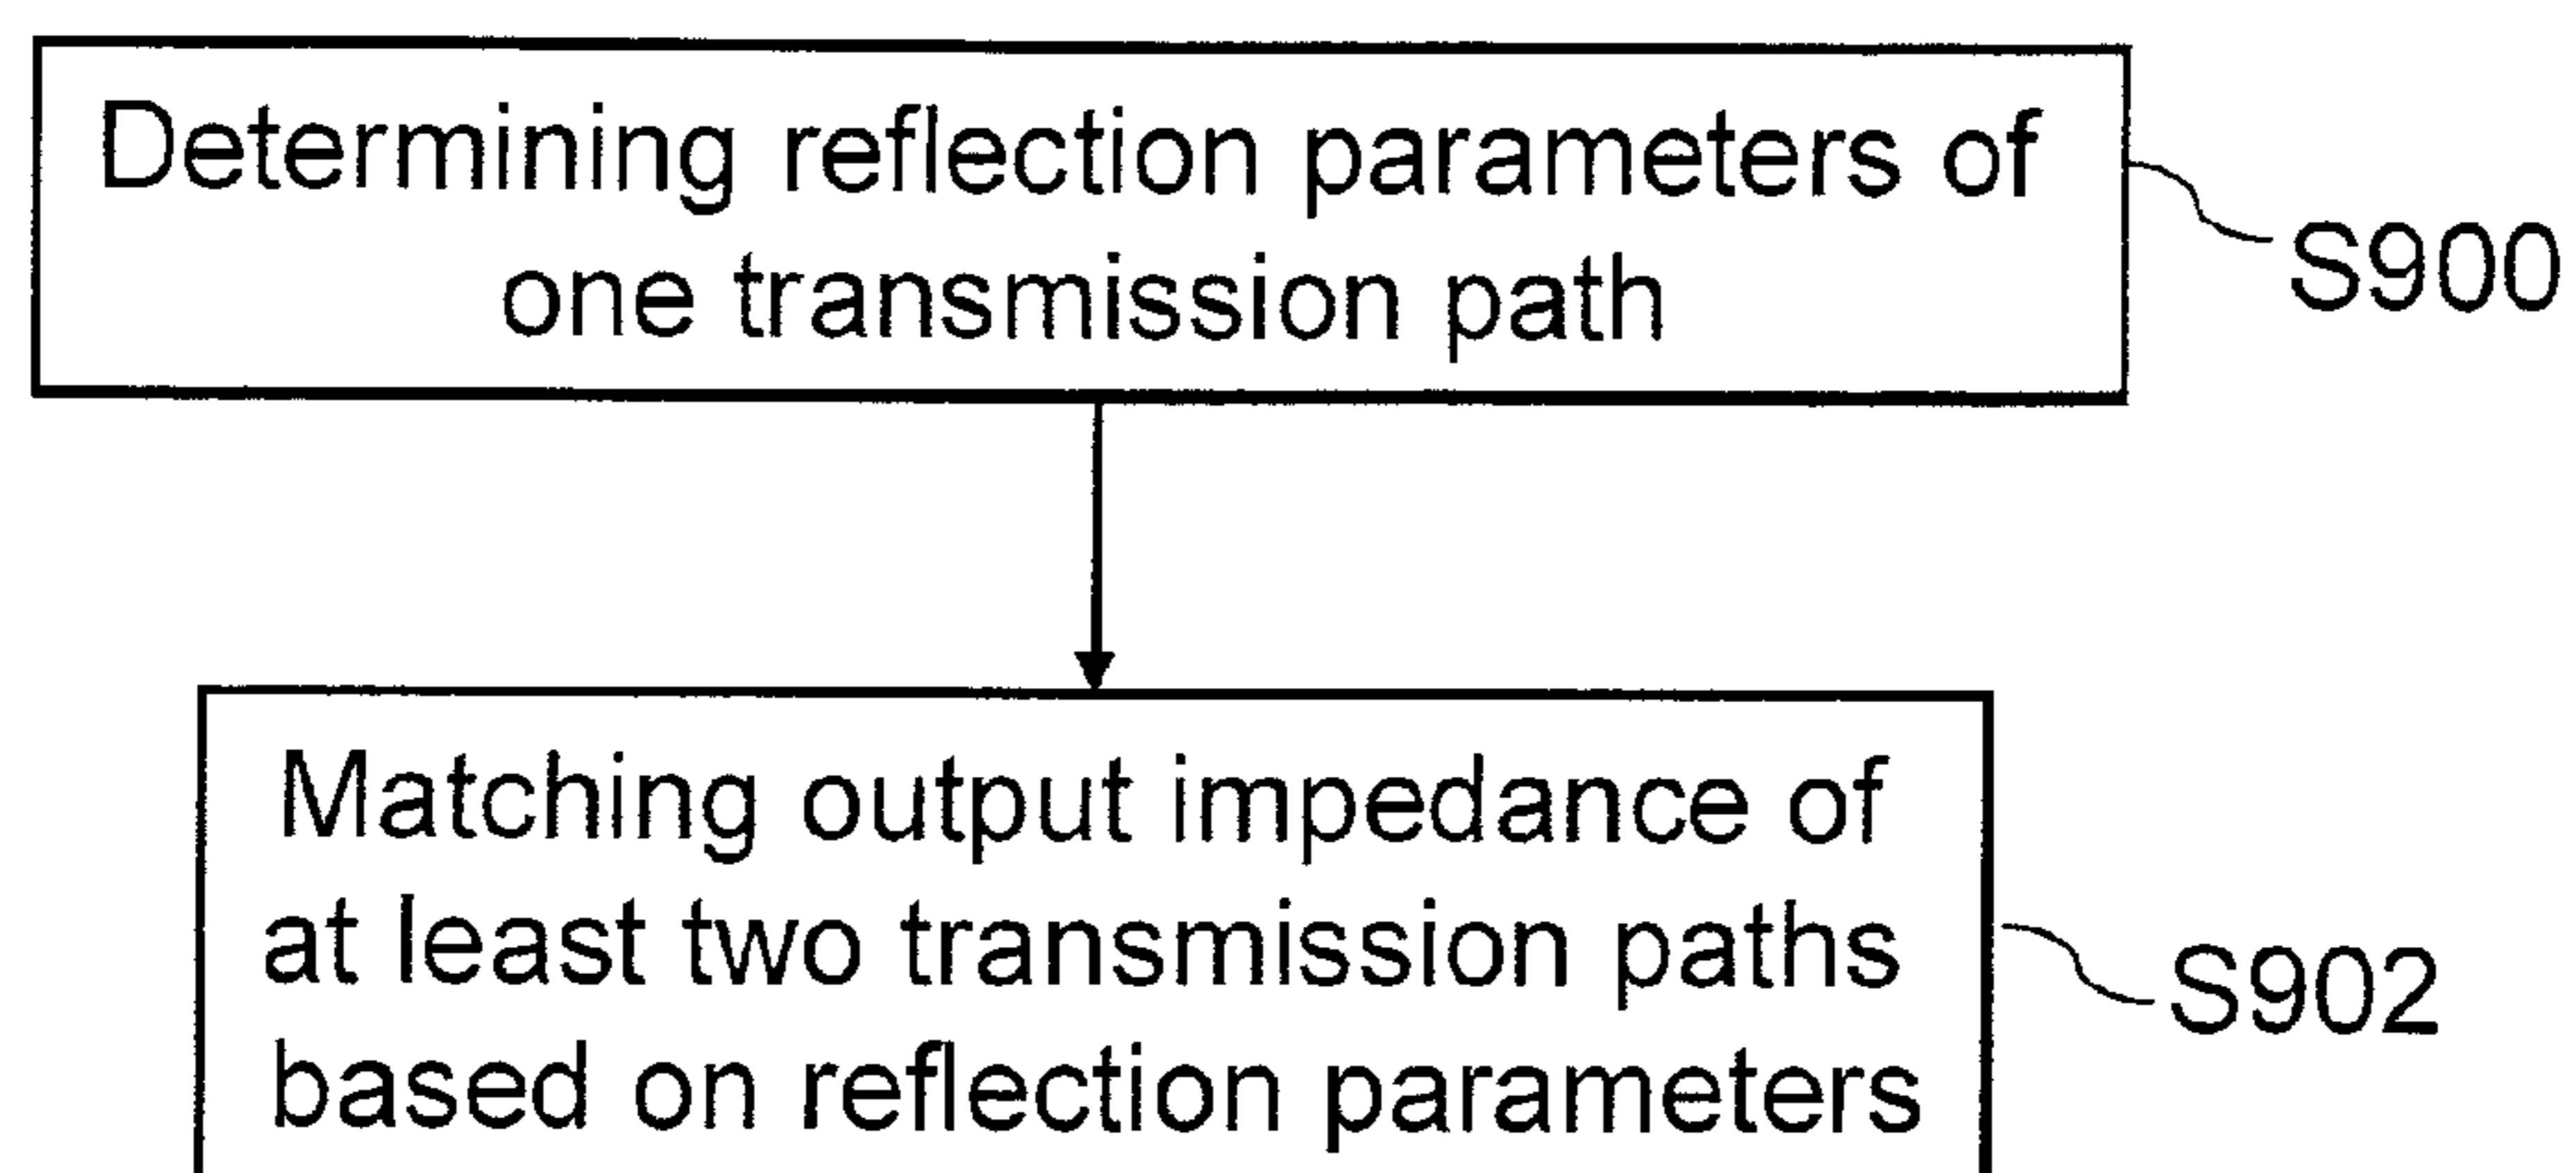 Determining reflection parameters of
one transmission path
S900
Matching output impedance of
at least two transmission paths
based on reflection parameters
S902